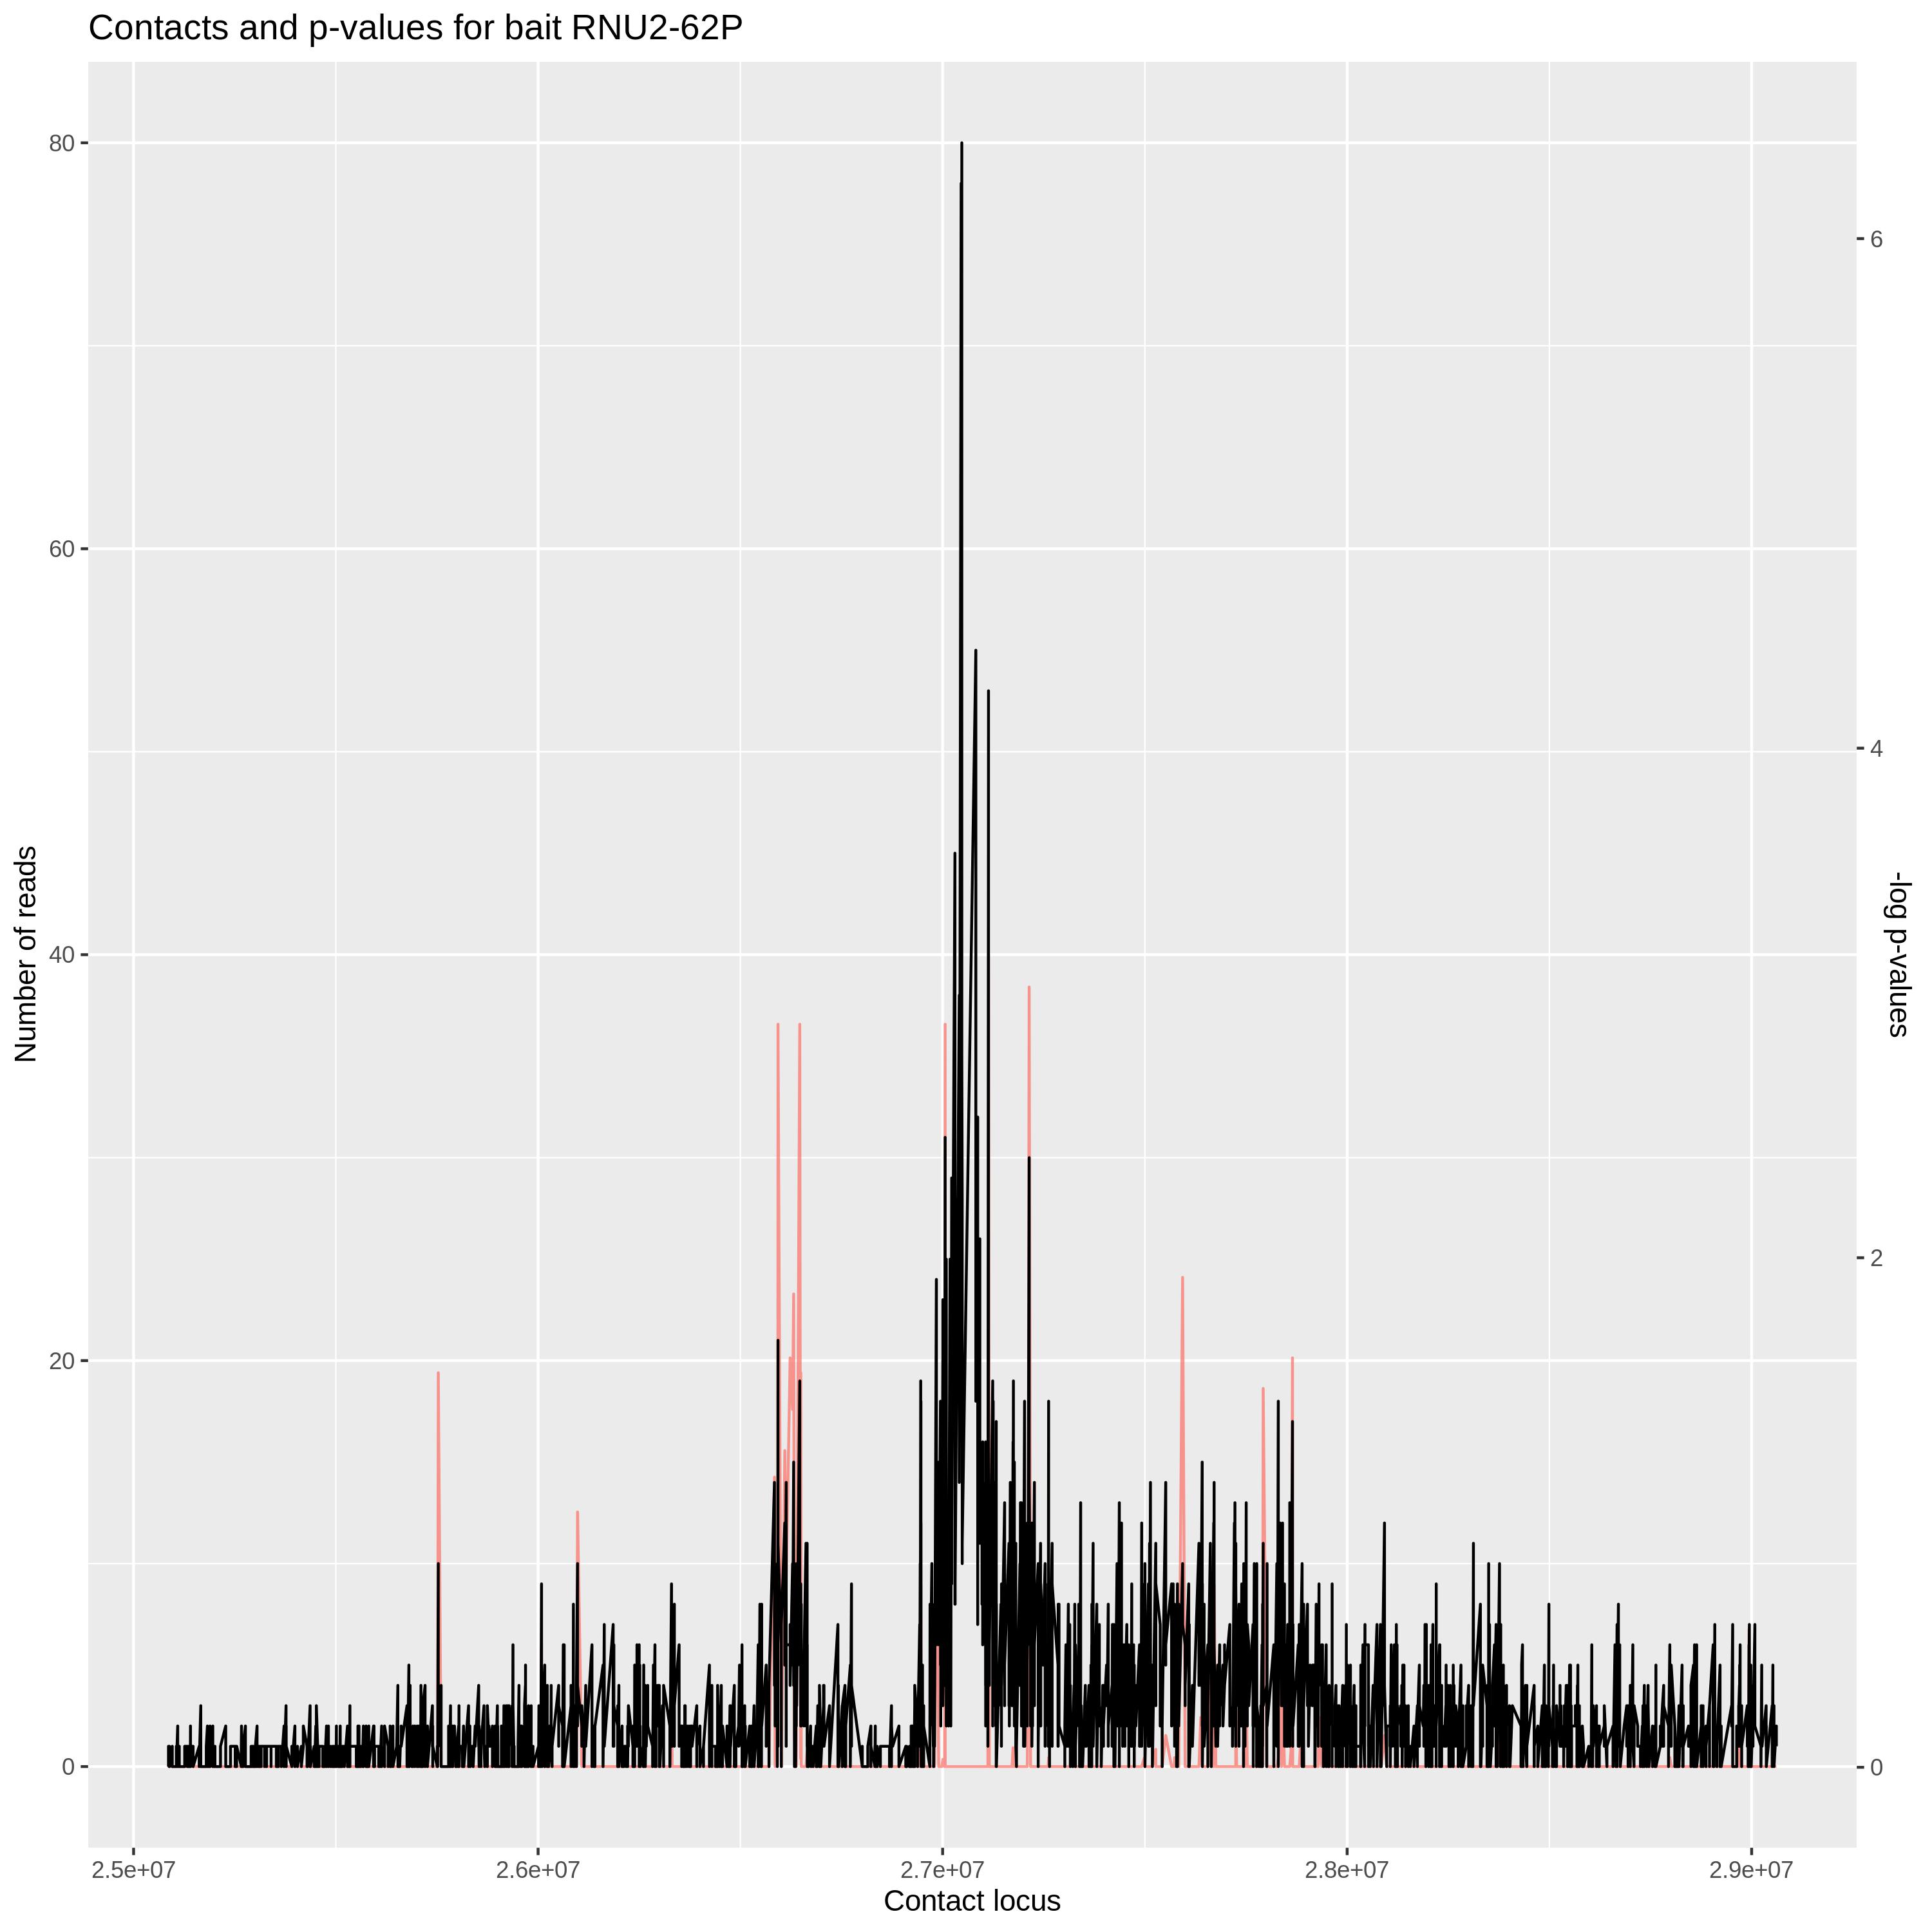 Contacts and p-values for bait RNU2-62P
80
60
40
20
0
Number of reads
6
4
2
0
-log p-values
2.5e+07 2.6e+07 2.7e+07 2.8e+07 2.9e+07
Contact locus